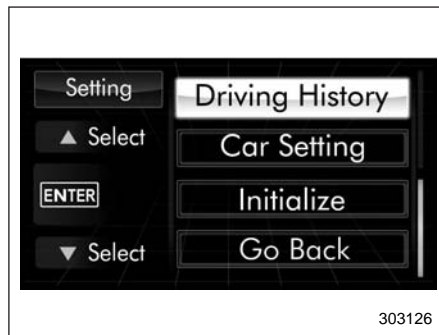 Setting
▲ Select
ENTER
▼ Select
Driving History
Car Setting
Initialize
Go Back
303126